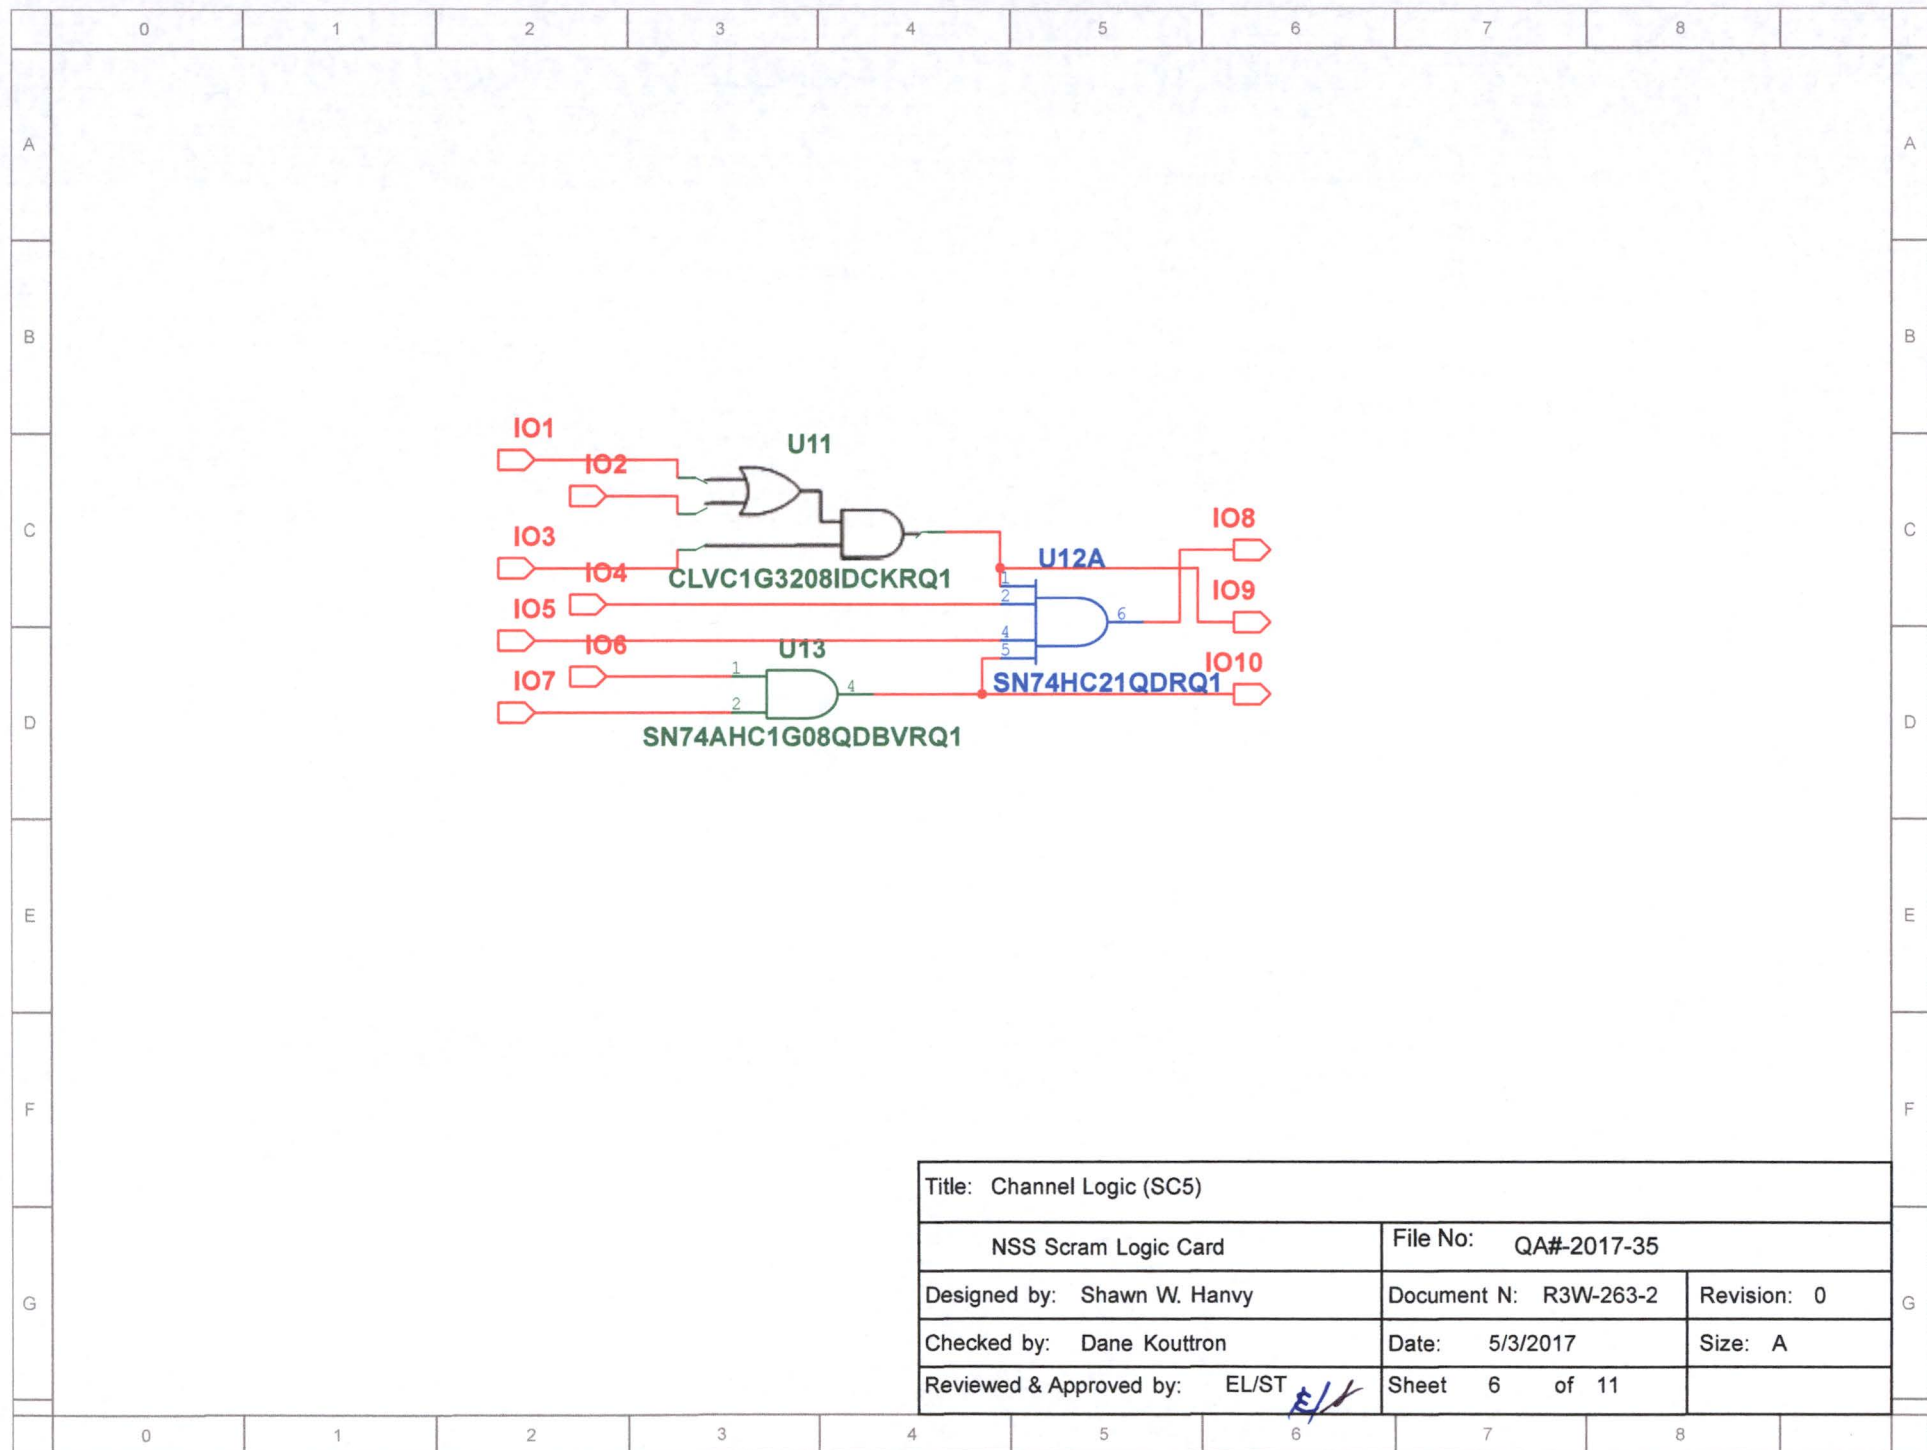 0 1 2 3 4 5 6 7 8
A A
B B
IO1
U11
IO2
IO8
C C
IO3
U12A
IO4
CLVC1G3208IDCKRQ1
1
IO9
2
IO5
6
4
IO6
U13
5
IO10
1
IO7
4
SN74HC21QDRQ1
2
D D
SN74AHC1G08QDBVRQ1
E E
F F
Title: Channel Logic (SC5)
NSS Scram Logic Card File No: QA#-2017-35
G G
Designed by: Shawn W. Hanvy Document N: R3W-263-2 Revision: 0
Checked by: Dane Kouttron Date: 5/3/2017 Size: A
Reviewed & Approved by: EL/ST Sheet 6 of 11
0 1 2 3 4 5 6 7 8